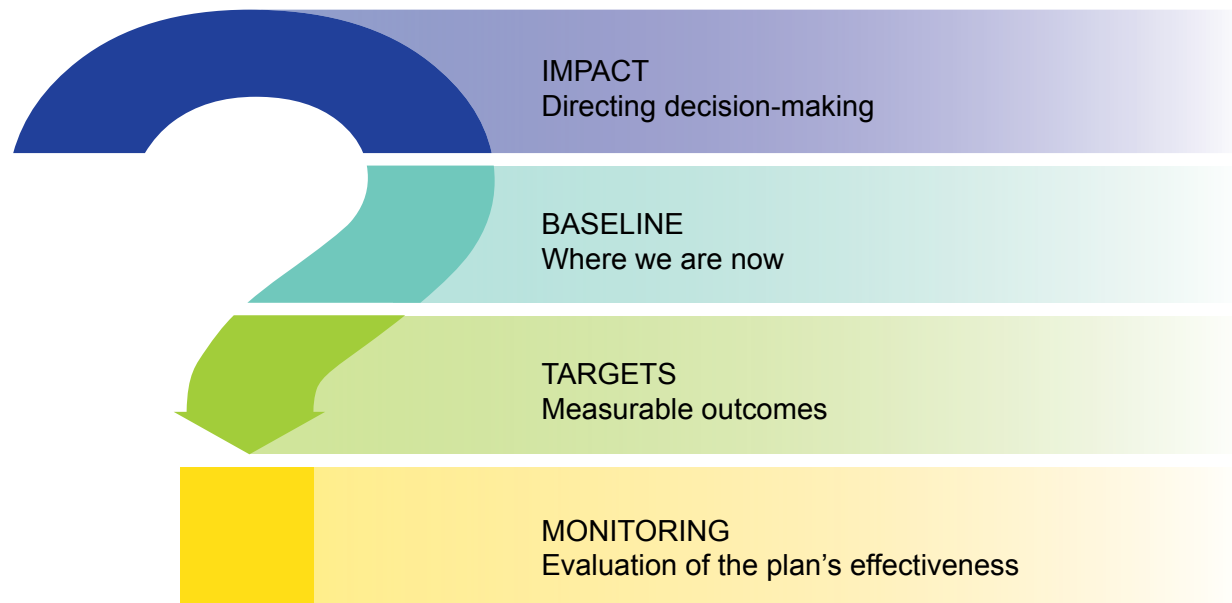 IMPACT
Directing decision-making
BASELINE
Where we are now
TARGETS
Measurable outcomes
MONITORING
Evaluation of the plan’s effectiveness